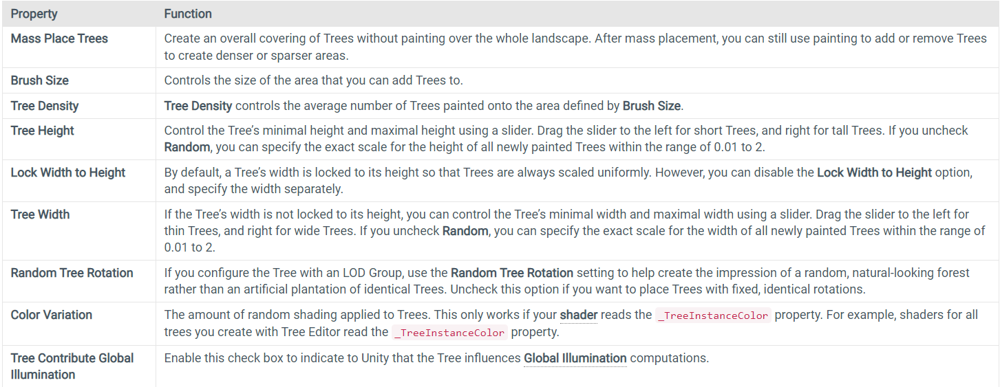 Property Function
Mass Place Trees Create an overall covering of Trees without painting over the whole landscape. After mass placement, you can still use painting to add or remove Trees
to create denser or sparser areas.
Brush Size Controls the size of the area that you can add Trees to.
Tree Density Tree Density controls the average number of Trees painted onto the area defined by Brush Size.
Tree Height Control the Tree’s minimal height and maximal height using a slider. Drag the slider to the left for short Trees, and right for tall Trees. If you uncheck
Random, you can specify the exact scale for the height of all newly painted Trees within the range of 0.01 to 2.
Lock Width to Height By default, a Tree’s width is locked to its height so that Trees are always scaled uniformly. However, you can disable the Lock Width to Height option,
and specify the width separately.
Tree Width If the Tree’s width is not locked to its height, you can control the Tree’s minimal width and maximal width using a slider. Drag the slider to the left for
thin Trees, and right for wide Trees. If you uncheck Random, you can specify the exact scale for the width of all newly painted Trees within the range of
0.01 to 2.
Random Tree Rotation If you configure the Tree with an LOD Group, use the Random Tree Rotation setting to help create the impression of a random, natural-looking forest
rather than an artificial plantation of identical Trees. Uncheck this option if you want to place Trees with fixed, identical rotations.
Color Variation The amount of random shading applied to Trees. This only works if your shader reads the _TreeInstanceColor property. For example, shaders for all
trees you create with Tree Editor read the _TreeInstanceColor property.
Tree Contribute Global Enable this check box to indicate to Unity that the Tree influences Global Illumination computations.
Illumination